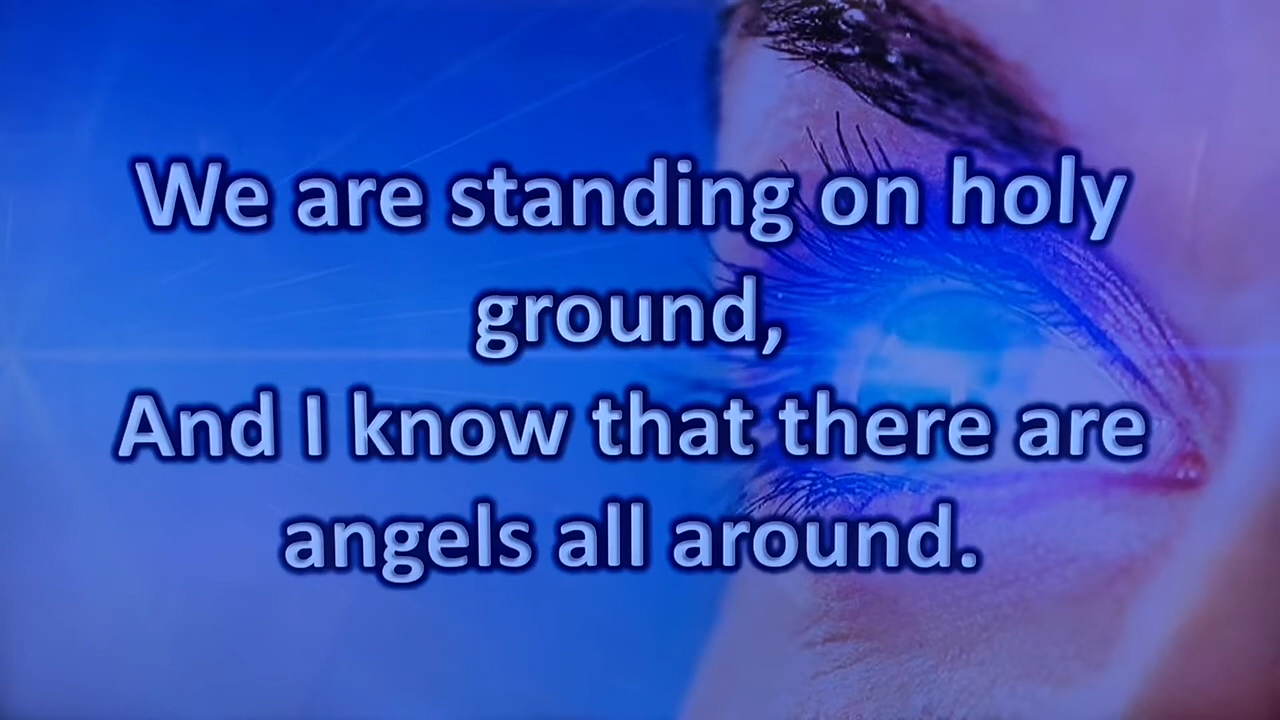 We are standing on holy
ground,
And I know that there are
angels all around.